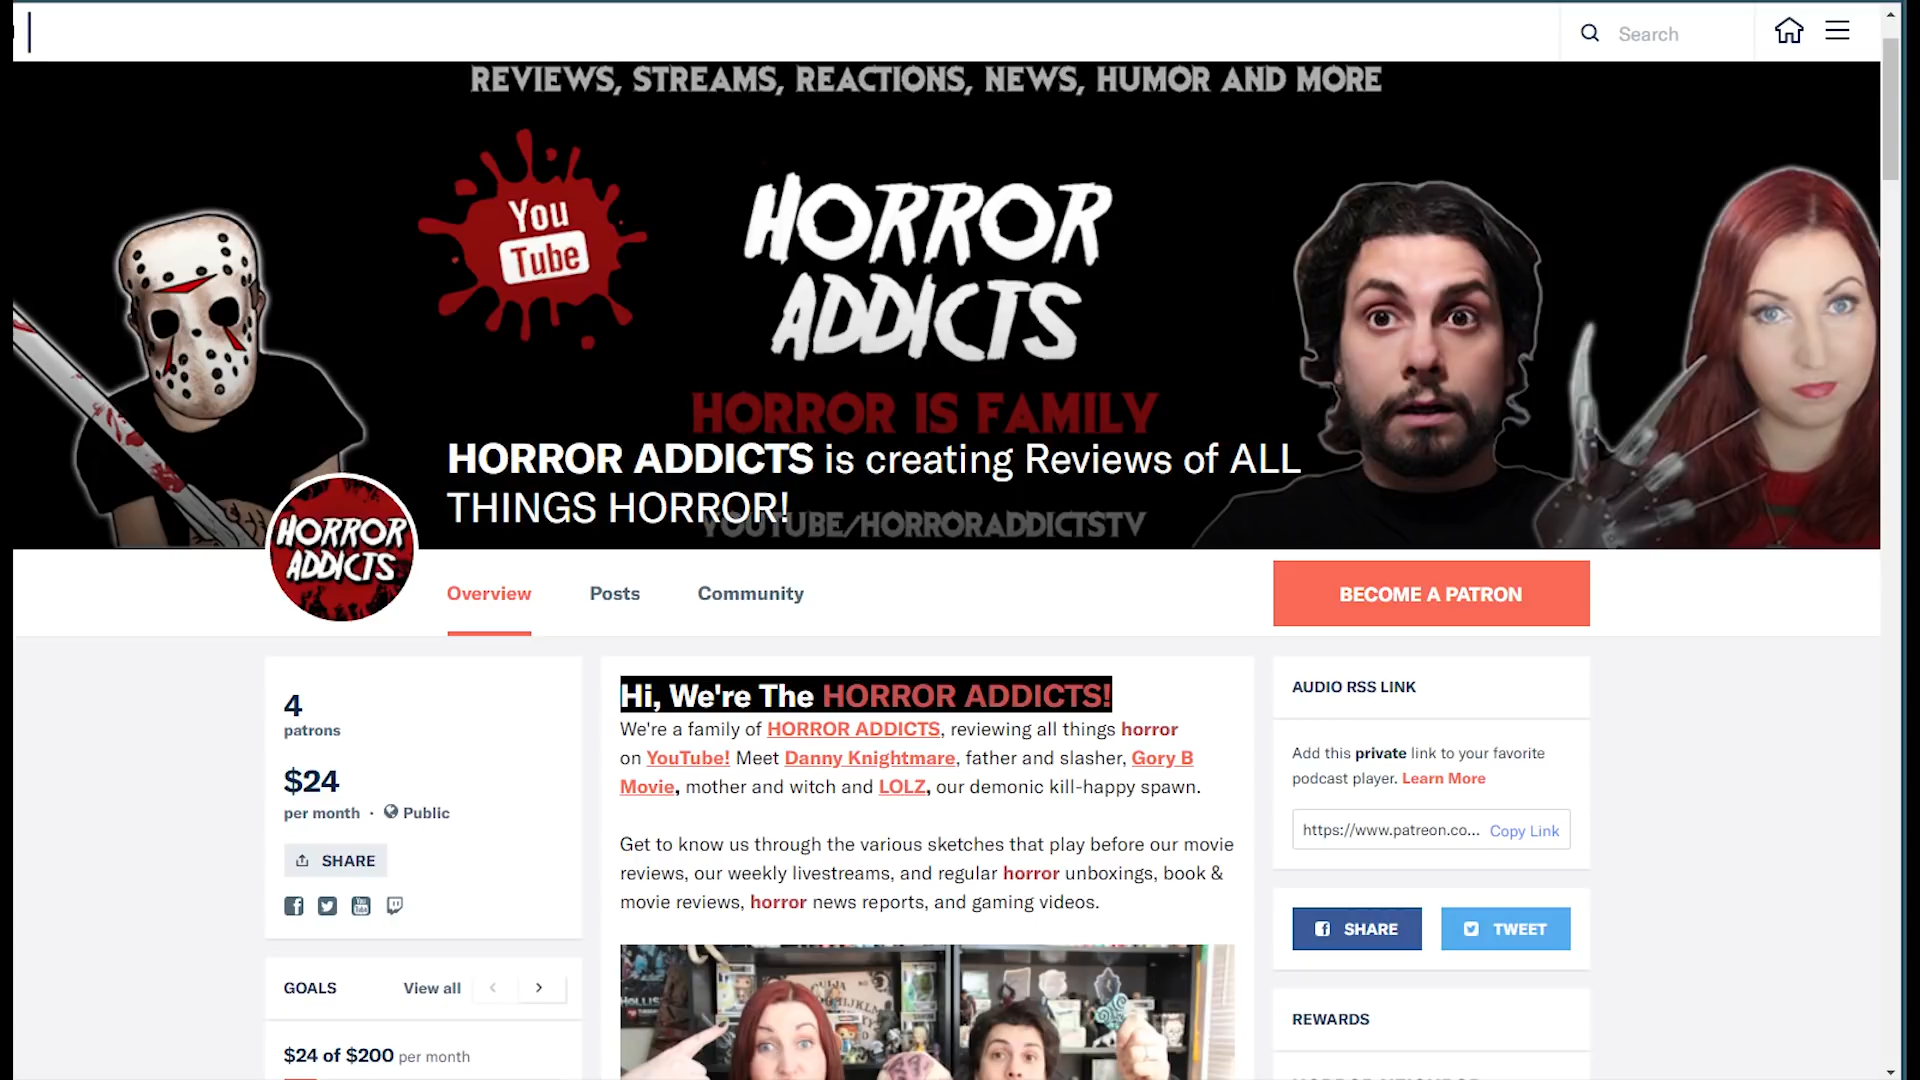 Search
REVIEWS, STREAMS, REACTIONS, NEWS, HUMOR AND MORE
You
Tube
HORROR
ADDICTS
HORROR IS FAMILY
HORROR ADDICTS is creating Reviews of ALL
THINGS HORROR!
YOUTUBE/HORRORADDICTSTV
HORROR
ADDICTS
Overview
Posts
Community
BECOME A PATRON
4
patrons
$24
per month · Public
SHARE
GOALS
View all
$24 of $200 per month
Hi, We're The HORROR ADDICTS!
We're a family of HORROR ADDICTS, reviewing all things horror
on YouTube! Meet Danny Knightmare, father and slasher, Gory B
Movie, mother and witch and LOLZ, our demonic kill-happy spawn.
Get to know us through the various sketches that play before our movie
reviews, our weekly livestreams, and regular horror unboxings, book &
movie reviews, horror news reports, and gaming videos.
OUIJA
AUDIO RSS LINK
Add this private link to your favorite
podcast player. Learn More
https://www.patreon.co... Copy Link
SHARE
TWEET
REWARDS